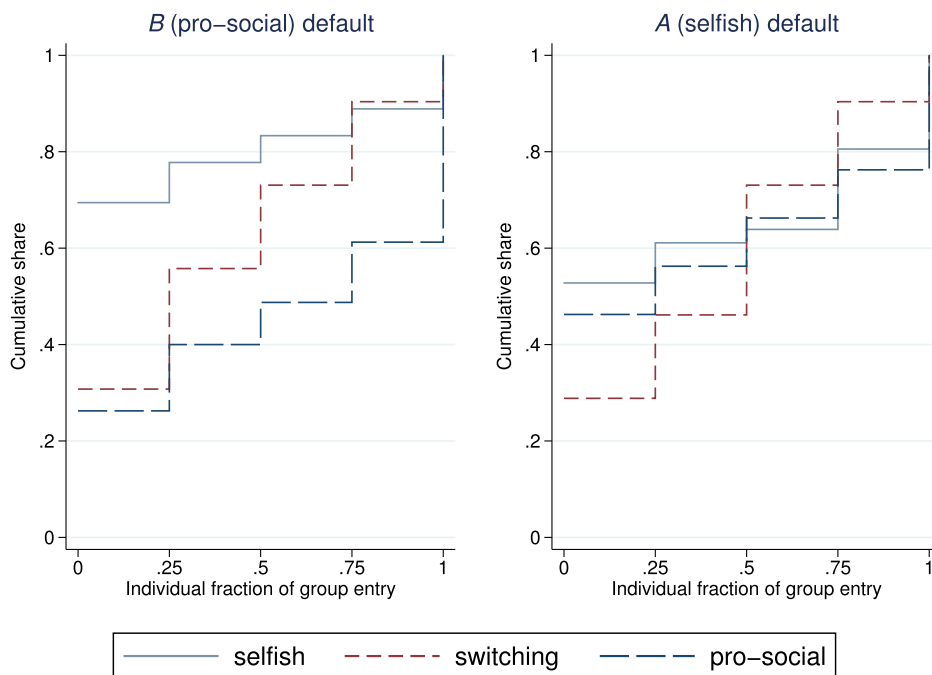 B (pro−social) default
1
.8
.6
.4
.2
0
Cumulative share
0 .25 .5 .75 1
Individual fraction of group entry
A (selfish) default
1
.8
.6
.4
.2
0
Cumulative share
0 .25 .5 .75 1
Individual fraction of group entry
selfish switching pro−social